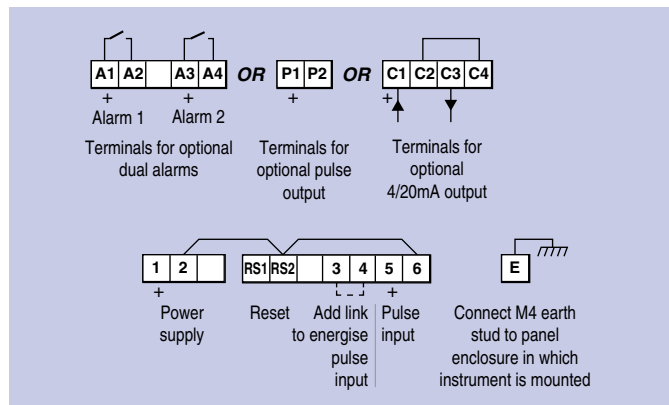 A1 A2 A3 A4 OR P1 P2 OR C1 C2 C3 C4
+ + + +
Alarm 1 Alarm 2
Terminals for optional
dual alarms
Terminals for
optional pulse
output
Terminals for
optional
4/20mA output
1 2 RS1 RS2 3 4 5 6 E
+ +
Power
supply
Reset
Add link
to energise
pulse
input
Pulse
input
Connect M4 earth
stud to panel
enclosure in which
instrument is mounted